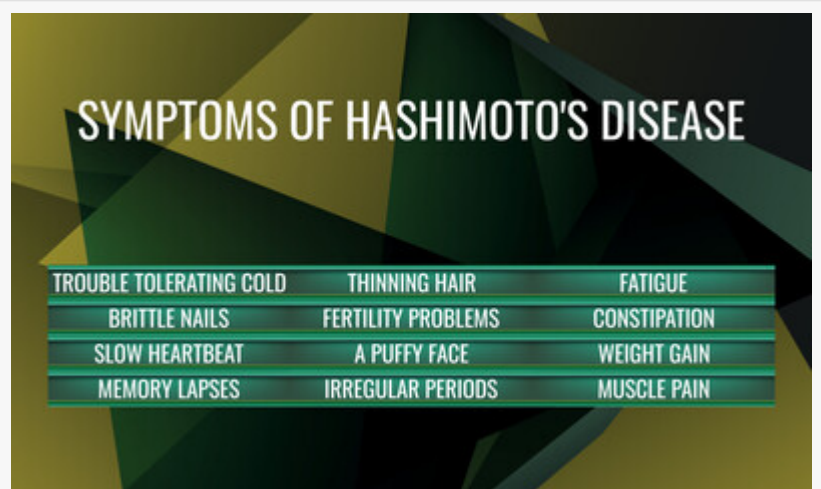 SYMPTOMS OF HASHIMOTO'S DISEASE
TROUBLE TOLERATING COLD THINNING HAIR FATIGUE
BRITTLE NAILS FERTILITY PROBLEMS CONSTIPATION
SLOW HEARTBEAT A PUFFY FACE WEIGHT GAIN
MEMORY LAPSES IRREGULAR PERIODS MUSCLE PAIN